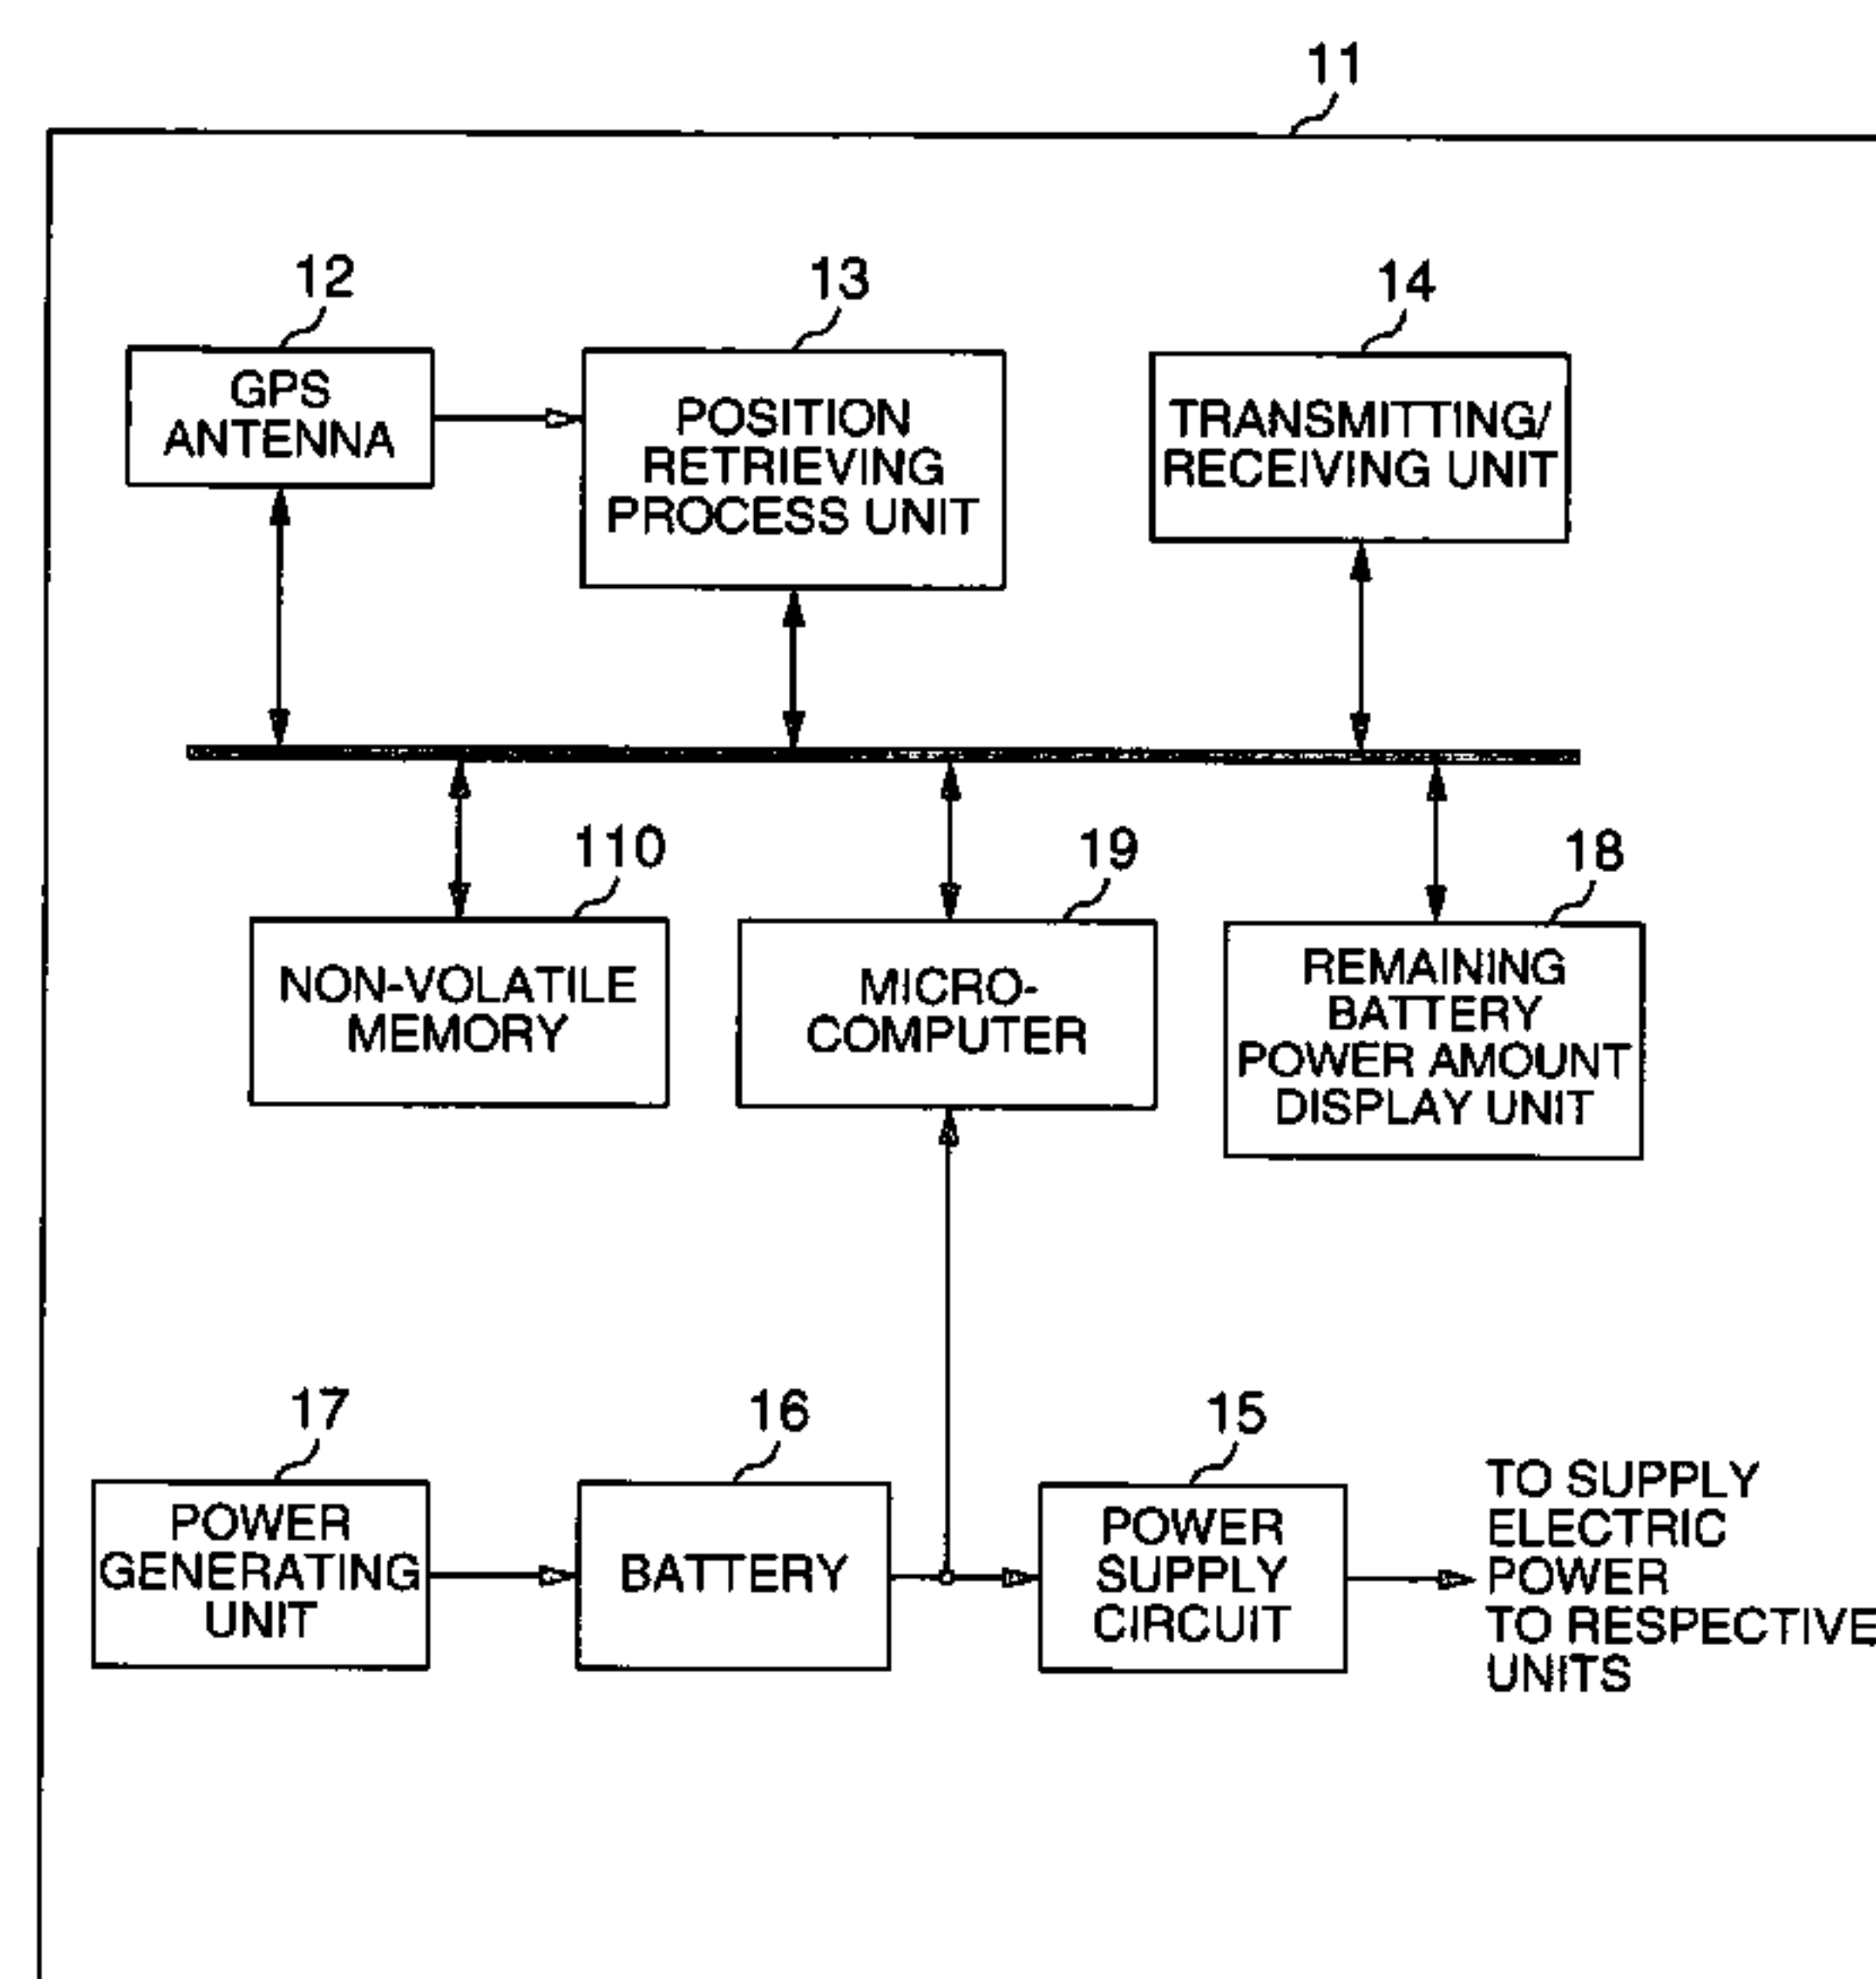 11
12
13
14
GPS
ANTENNA
POSITION
RETRIEVING
PROCESS UNIT
TRANSMITTING/
RECEIVING UNIT
110
19
18
NON-VOLATILE
MEMORY
MICRO-
COMPUTER
REMAINING
BATTERY
POWER AMOUNT
DISPLAY UNIT
17
16
15
POWER
GENERATING
UNIT
BATTERY
POWER
SUPPLY
CIRCUIT
TO SUPPLY
ELECTRIC
POWER
TO RESPECTIVE
UNITS